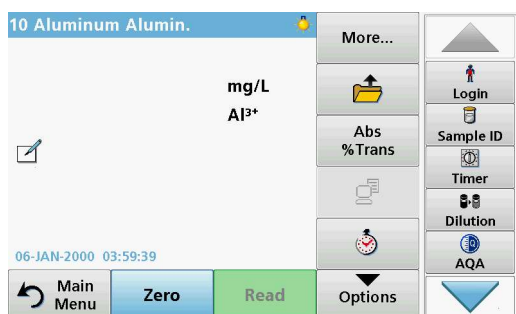 10 Aluminum Alumin.
mg/L
Al³⁺
06-JAN-2000 03:59:39
Main
Menu
Zero
Read
More...
Abs
%Trans
Options
Login
Sample ID
Timer
Dilution
AQA